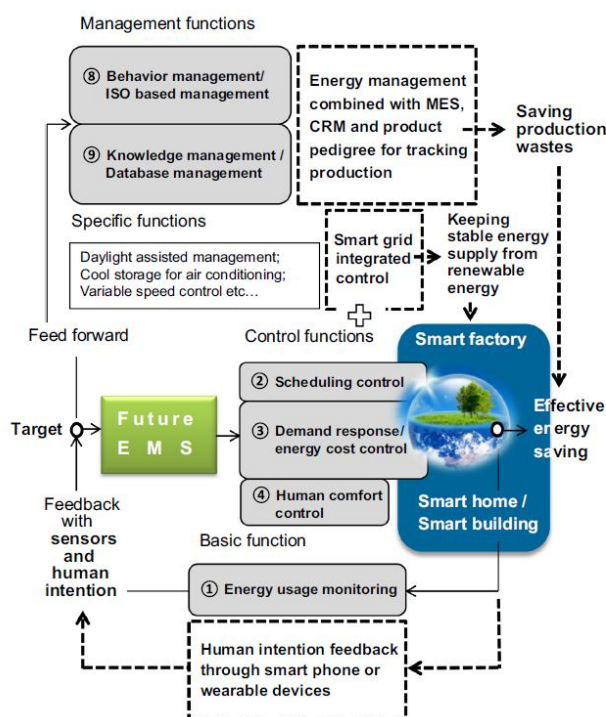 Management functions
⑧ Behavior management/
ISO based management
⑨ Knowledge management /
Database management
Energy management
combined with MES,
CRM and product
pedigree for tracking
production
Saving
production
wastes
Specific functions
Daylight assisted management;
Cool storage for air conditioning;
Variable speed control etc...
Smart grid
integrated
control
Keeping
stable energy
supply from
renewable
energy
Feed forward
Control functions
Smart factory
② Scheduling control
Target
Future
E M S
③ Demand response/
energy cost control
Effective
energy
saving
④ Human comfort
control
Smart home /
Smart building
Feedback
with
sensors
and
human
intention
Basic function
① Energy usage monitoring
Human intention feedback
through smart phone or
wearable devices